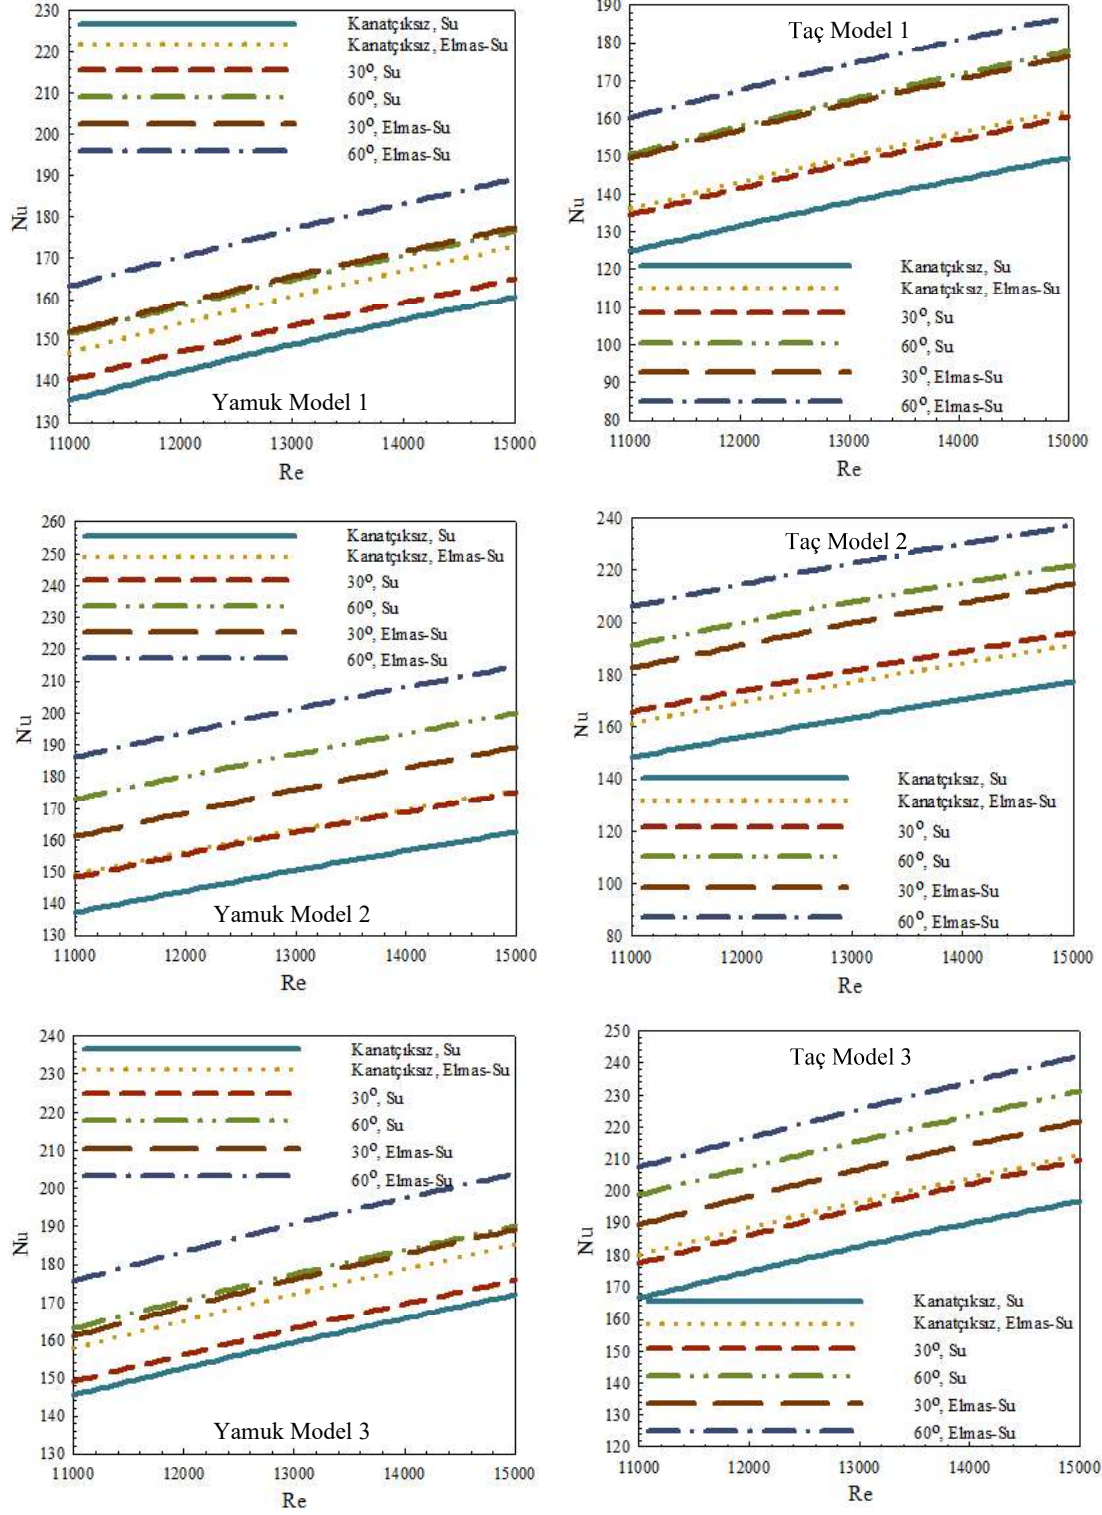 230
220
210
200
190
180
170
160
150
140
130
Nu
Kanatçıksız, Su
Kanatçıksız, Elmas-Su
30°, Su
60°, Su
30°, Elmas-Su
60°, Elmas-Su
Yamuk Model 1
11000 12000 13000 14000 15000
Re
190
180
170
160
150
140
130
120
110
100
90
80
Nu
Taç Model 1
Kanatçıksız, Su
Kanatçıksız, Elmas-Su
30°, Su
60°, Su
30°, Elmas-Su
60°, Elmas-Su
11000 12000 13000 14000 15000
Re
260
250
240
230
220
210
200
190
180
170
160
150
140
130
Nu
Kanatçıksız, Su
Kanatçıksız, Elmas-Su
30°, Su
60°, Su
30°, Elmas-Su
60°, Elmas-Su
Yamuk Model 2
11000 12000 13000 14000 15000
Re
240
220
200
180
160
140
120
100
80
Nu
Taç Model 2
Kanatçıksız, Su
Kanatçıksız, Elmas-Su
30°, Su
60°, Su
30°, Elmas-Su
60°, Elmas-Su
11000 12000 13000 14000 15000
Re
240
230
220
210
200
190
180
170
160
150
140
130
Nu
Kanatçıksız, Su
Kanatçıksız, Elmas-Su
30°, Su
60°, Su
30°, Elmas-Su
60°, Elmas-Su
Yamuk Model 3
11000 12000 13000 14000 15000
Re
250
240
230
220
210
200
190
180
170
160
150
140
130
120
Nu
Taç Model 3
Kanatçıksız, Su
Kanatçıksız, Elmas-Su
30°, Su
60°, Su
30°, Elmas-Su
60°, Elmas-Su
11000 12000 13000 14000 15000
Re